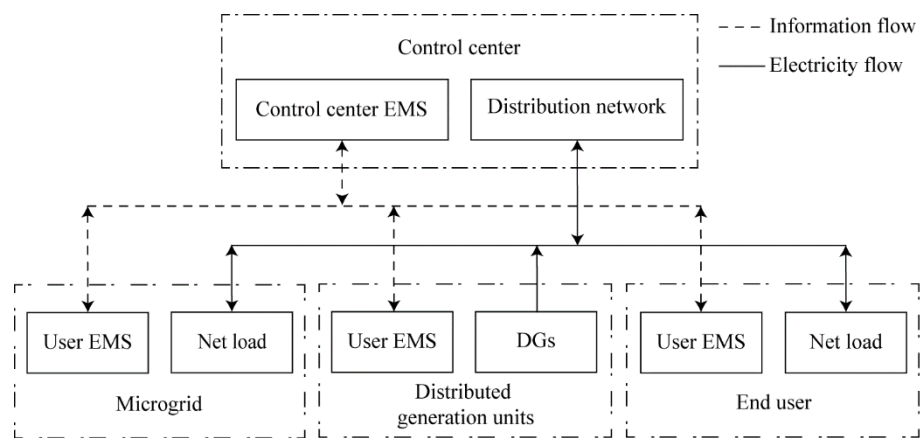 Information flow
Control center
Electricity flow
Control center EMS
Distribution network
User EMS
Net load
User EMS
DGs
User EMS
Net load
Microgrid
Distributed
generation units
End user